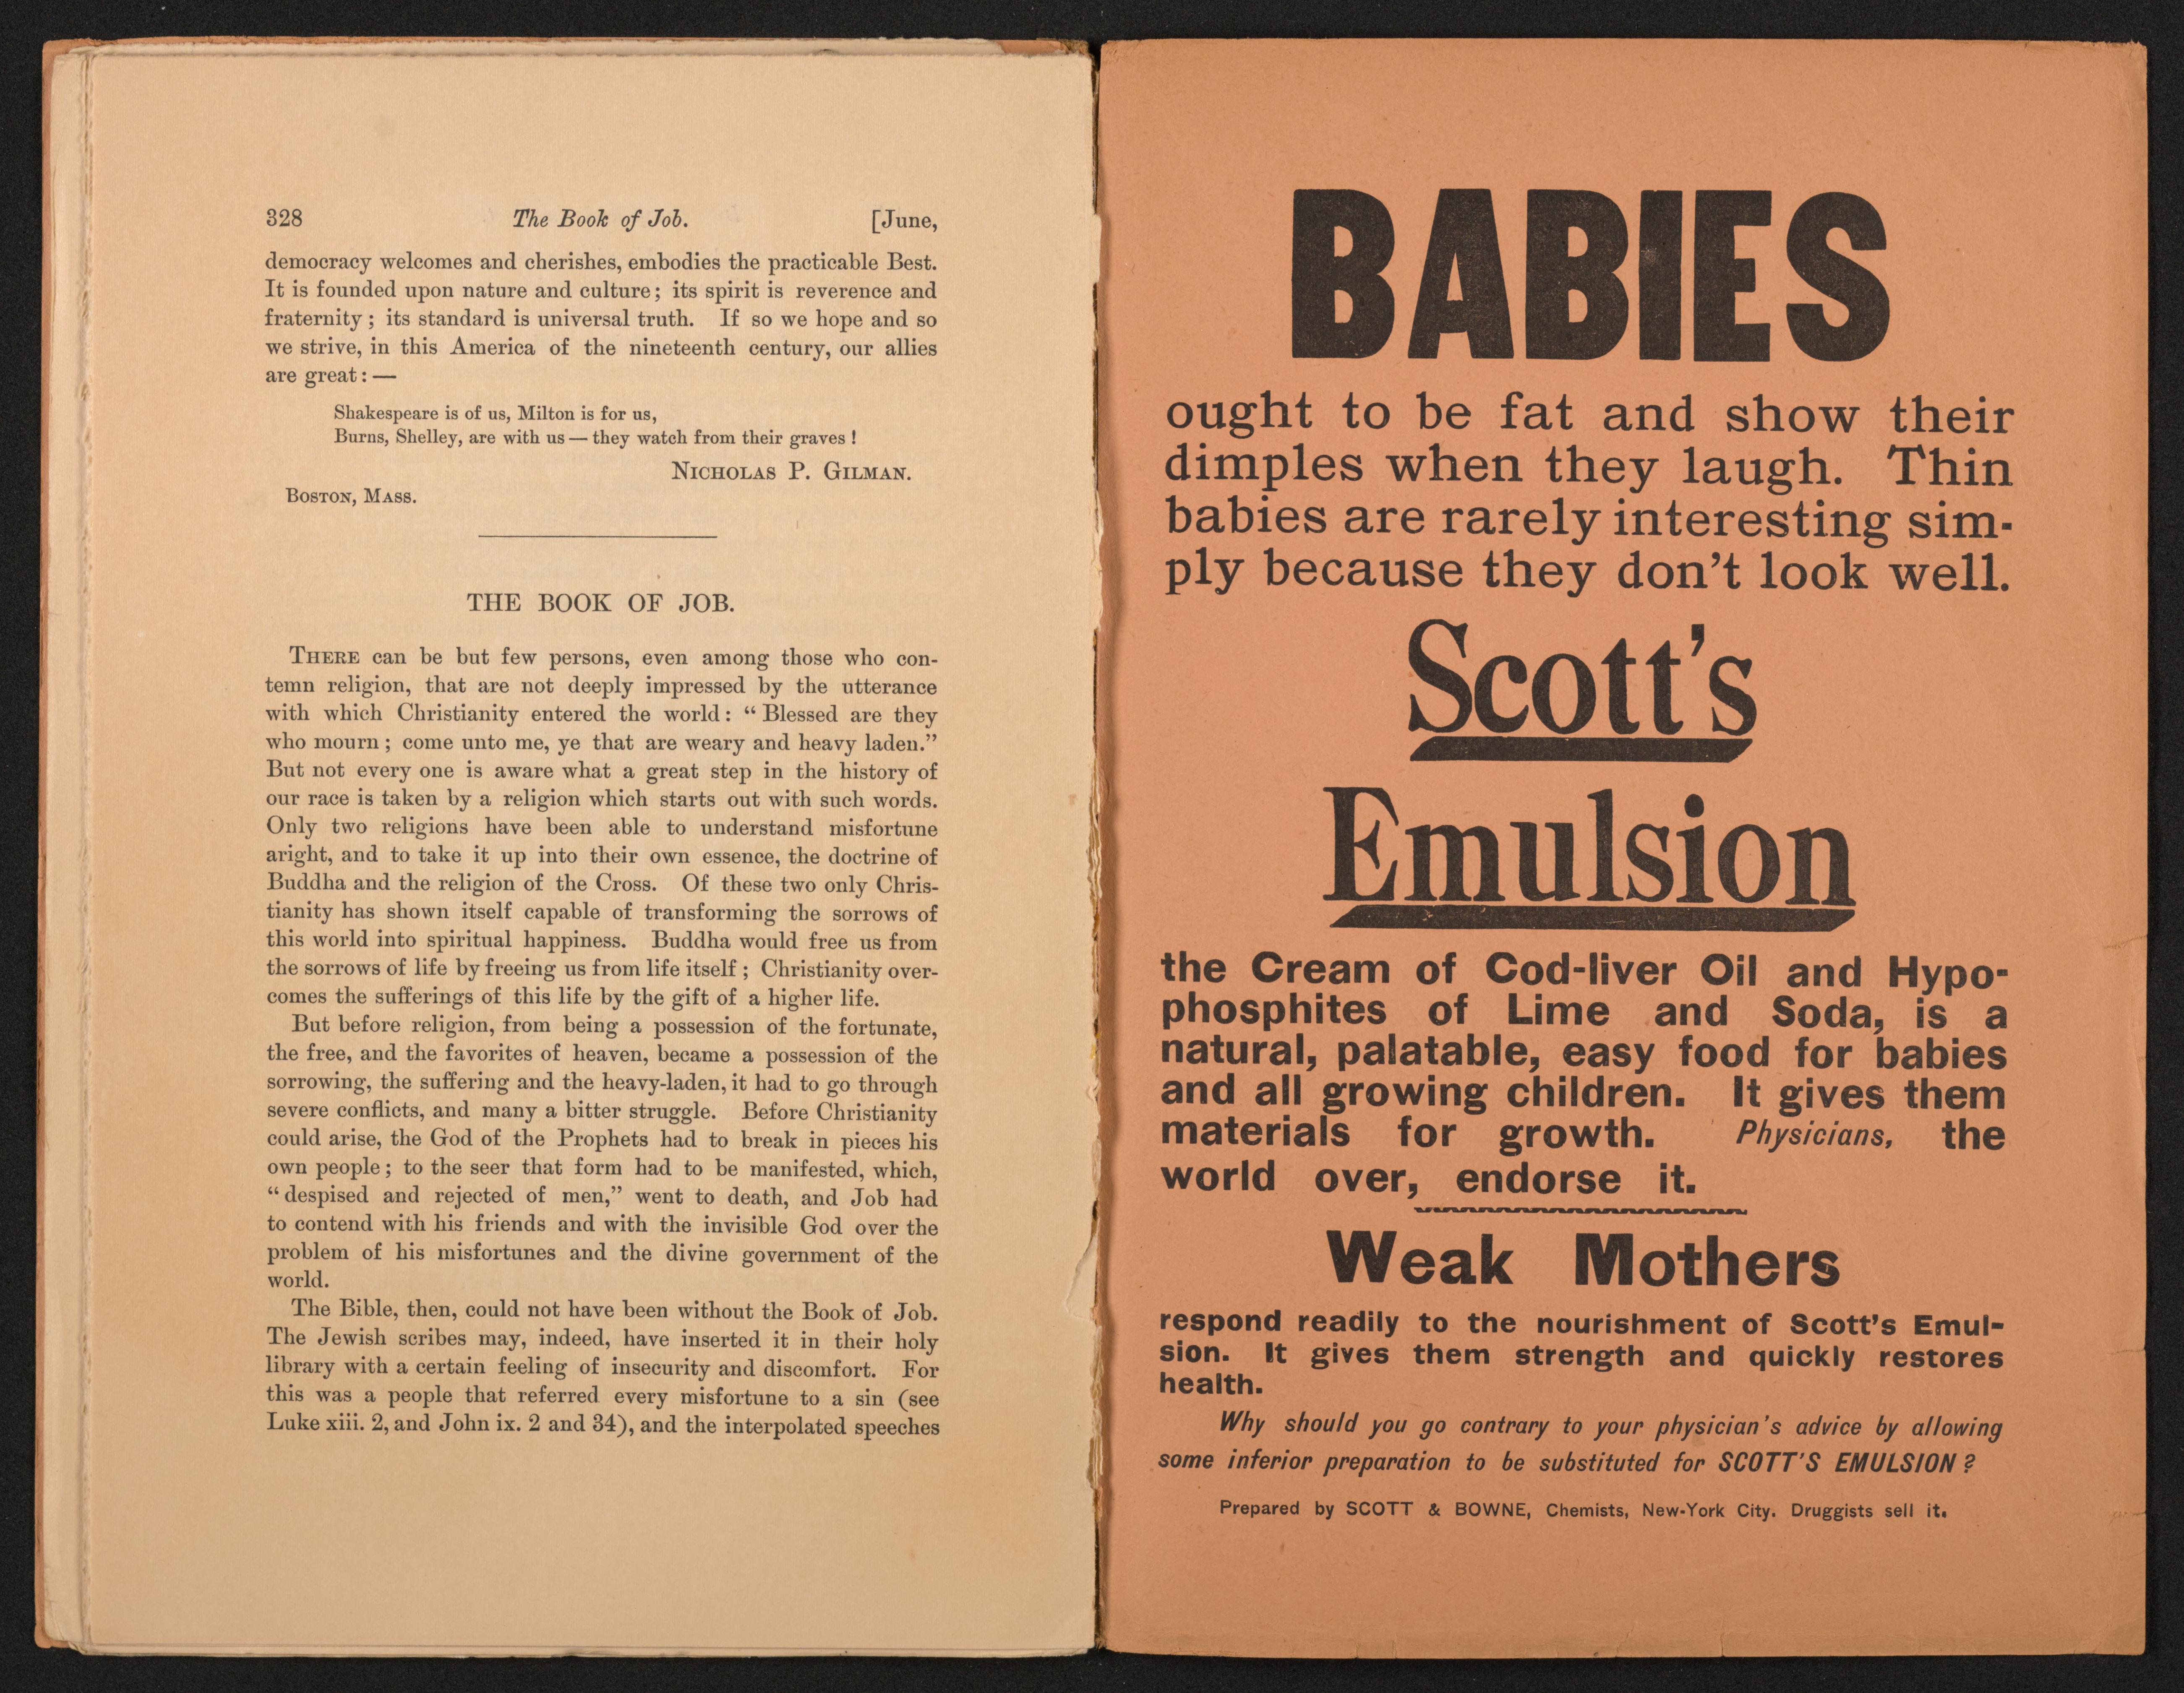 328 The Book of Job. [June,
democracy welcomes and cherishes, embodies the practicable Best.
It is founded upon nature and culture; its spirit is reverence and
fraternity; its standard is universal truth. If so we hope and so
we strive, in this America of the nineteenth century, our allies
are great: —
Shakespeare is of us, Milton is for us,
Burns, Shelley, are with us — they watch from their graves!
NICHOLAS P. GILMAN.
BOSTON, MASS.
THE BOOK OF JOB.
THERE can be but few persons, even among those who con-
temn religion, that are not deeply impressed by the utterance
with which Christianity entered the world: “Blessed are they
who mourn; come unto me, ye that are weary and heavy laden.”
But not every one is aware what a great step in the history of
our race is taken by a religion which starts out with such words.
Only two religions have been able to understand misfortune
aright, and to take it up into their own essence, the doctrine of
Buddha and the religion of the Cross. Of these two only Chris-
tianity has shown itself capable of transforming the sorrows of
this world into spiritual happiness. Buddha would free us from
the sorrows of life by freeing us from life itself; Christianity over-
comes the sufferings of this life by the gift of a higher life.
But before religion, from being a possession of the fortunate,
the free, and the favorites of heaven, became a possession of the
sorrowing, the suffering and the heavy-laden, it had to go through
severe conflicts, and many a bitter struggle. Before Christianity
could arise, the God of the Prophets had to break in pieces his
own people; to the seer that form had to be manifested, which,
“despised and rejected of men,” went to death, and Job had
to contend with his friends and with the invisible God over the
problem of his misfortunes and the divine government of the
world.
The Bible, then, could not have been without the Book of Job.
The Jewish scribes may, indeed, have inserted it in their holy
library with a certain feeling of insecurity and discomfort. For
this was a people that referred every misfortune to a sin (see
Luke xiii. 2, and John ix. 2 and 34), and the interpolated speeches
BABIES
ought to be fat and show their
dimples when they laugh. Thin
babies are rarely interesting sim-
ply because they don’t look well.
Scott’s
Emulsion
the Cream of Cod-liver Oil and Hypo-
phosphites of Lime and Soda, is a
natural, palatable, easy food for babies
and all growing children. It gives them
materials for growth. Physicians, the
world over, endorse it.
Weak Mothers
respond readily to the nourishment of Scott’s Emul-
sion. It gives them strength and quickly restores
health.
Why should you go contrary to your physician’s advice by allowing
some inferior preparation to be substituted for SCOTT’S EMULSION?
Prepared by SCOTT & BOWNE, Chemists, New-York City. Druggists sell it.